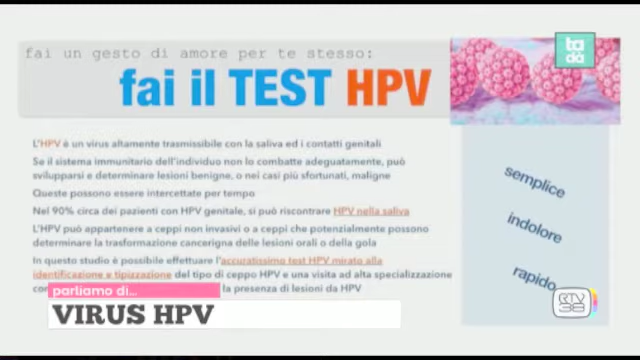 fai un gesto di amore per te stesso:
ta
dà
fai il TEST HPV
L'HPV è un virus altamente trasmissibile con la saliva ed i contatti genitali
Se il sistema immunitario dell'individuo non lo combatte adeguatamente, può
svilupparsi e determinare lesioni benigne, o nei casi più sfortunati, maligne
Queste possono essere intercettate per tempo
Nel 90% circa dei pazienti con HPV genitale, si può riscontrare HPV nella saliva
L'HPV può appartenere a ceppi non invasivi o a ceppi che potenzialmente possono
determinare la trasformazione cancerigna delle lesioni orali o della gola
In questo studio è possibile effettuare l'accuratissimo test HPV mirato alla
identificazione e tipizzazione del tipo di ceppo HPV e una visita ad alta specializzazione
la presenza di lesioni da HPV
semplice
indolore
rapido
parliamo di...
VIRUS HPV
RTV
38